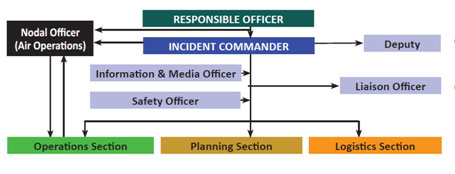 RESPONSIBLE OFFICER
Nodal Officer
(Air Operations)
INCIDENT COMMANDER
Deputy
Information & Media Officer
Liaison Officer
Safety Officer
Operations Section
Planning Section
Logistics Section